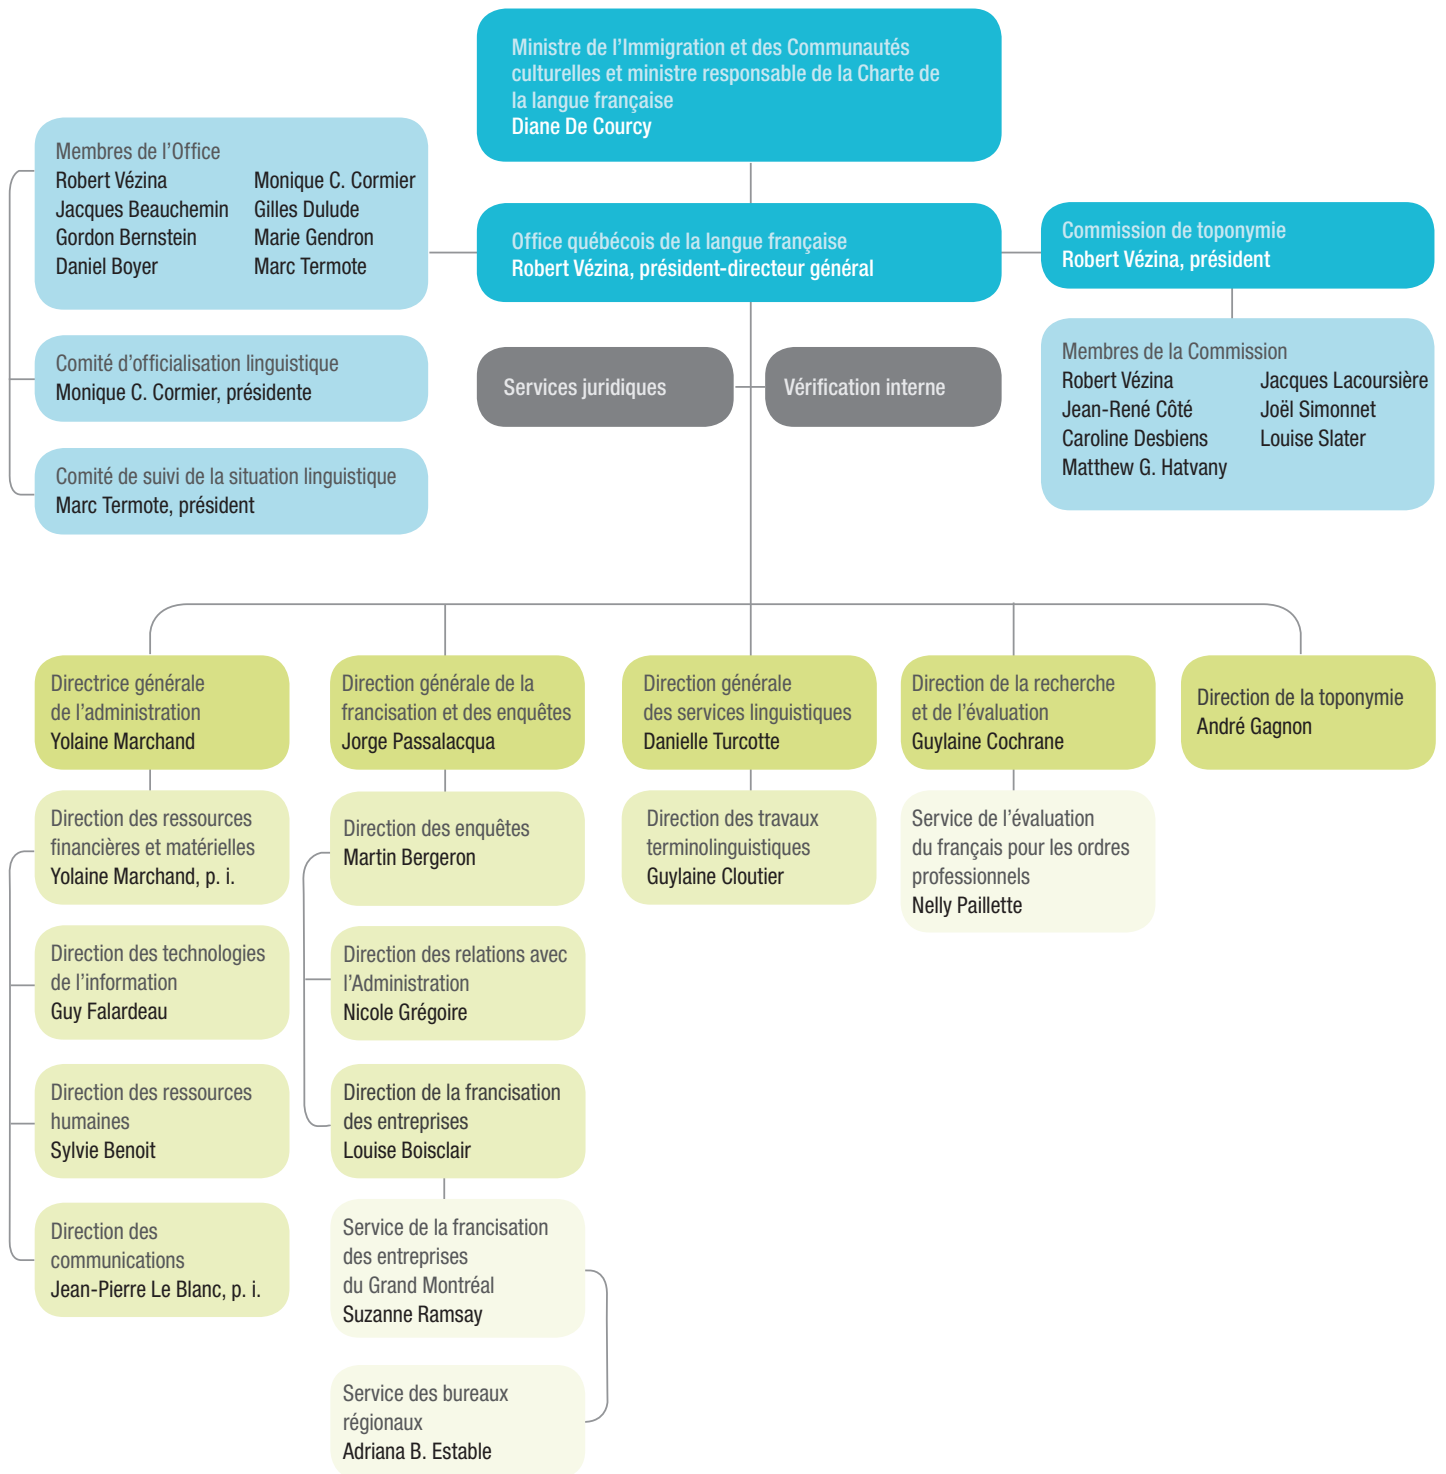 Ministre de l’Immigration et des Communautés
culturelles et ministre responsable de la Charte de
la langue française
Diane De Courcy
Membres de l’Office
Robert Vézina
Jacques Beauchemin
Gordon Bernstein
Daniel Boyer
Monique C. Cormier
Gilles Dulude
Marie Gendron
Marc Termote
Office québécois de la langue française
Robert Vézina, président-directeur général
Commission de toponymie
Robert Vézina, président
Comité d’officialisation linguistique
Monique C. Cormier, présidente
Comité de suivi de la situation linguistique
Marc Termote, président
Services juridiques
Vérification interne
Membres de la Commission
Robert Vézina
Jean-René Côté
Caroline Desbiens
Matthew G. Hatvany
Jacques Lacoursière
Joël Simonnet
Louise Slater
Directrice générale
de l’administration
Yolaine Marchand
Direction des ressources
financières et matérielles
Yolaine Marchand, p. i.
Direction des technologies
de l’information
Guy Falardeau
Direction des ressources
humaines
Sylvie Benoit
Direction des
communications
Jean-Pierre Le Blanc, p. i.
Direction générale de la
francisation et des enquêtes
Jorge Passalacqua
Direction des enquêtes
Martin Bergeron
Direction des relations avec
l’Administration
Nicole Grégoire
Direction de la francisation
des entreprises
Louise Boisclair
Service de la francisation
des entreprises
du Grand Montréal
Suzanne Ramsay
Service des bureaux
régionaux
Adriana B. Estable
Direction générale
des services linguistiques
Danielle Turcotte
Direction des travaux
terminolinguistiques
Guylaine Cloutier
Direction de la recherche
et de l’évaluation
Guylaine Cochrane
Service de l’évaluation
du français pour les ordres
professionnels
Nelly Paillette
Direction de la toponymie
André Gagnon